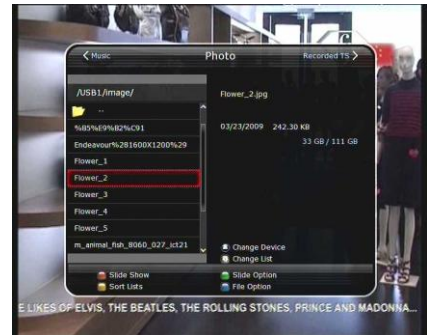 Music
Photo
Recorded TS
/USB1/image/
..
Flower_2.jpg
%B5%E9%B2%C91
03/23/2009 242.30 KB
Endeavour%281600X1200%29
33 GB / 111 GB
Flower_1
Flower_2
Flower_3
Flower_4
Flower_5
m_animal_fish_8060_027_ict21
Change Device
Change List
Slide Show
Slide Option
Sort Lists
File Option
E LIKES OF ELVIS, THE BEATLES, THE ROLLING STONES, PRINCE AND MADONNA...